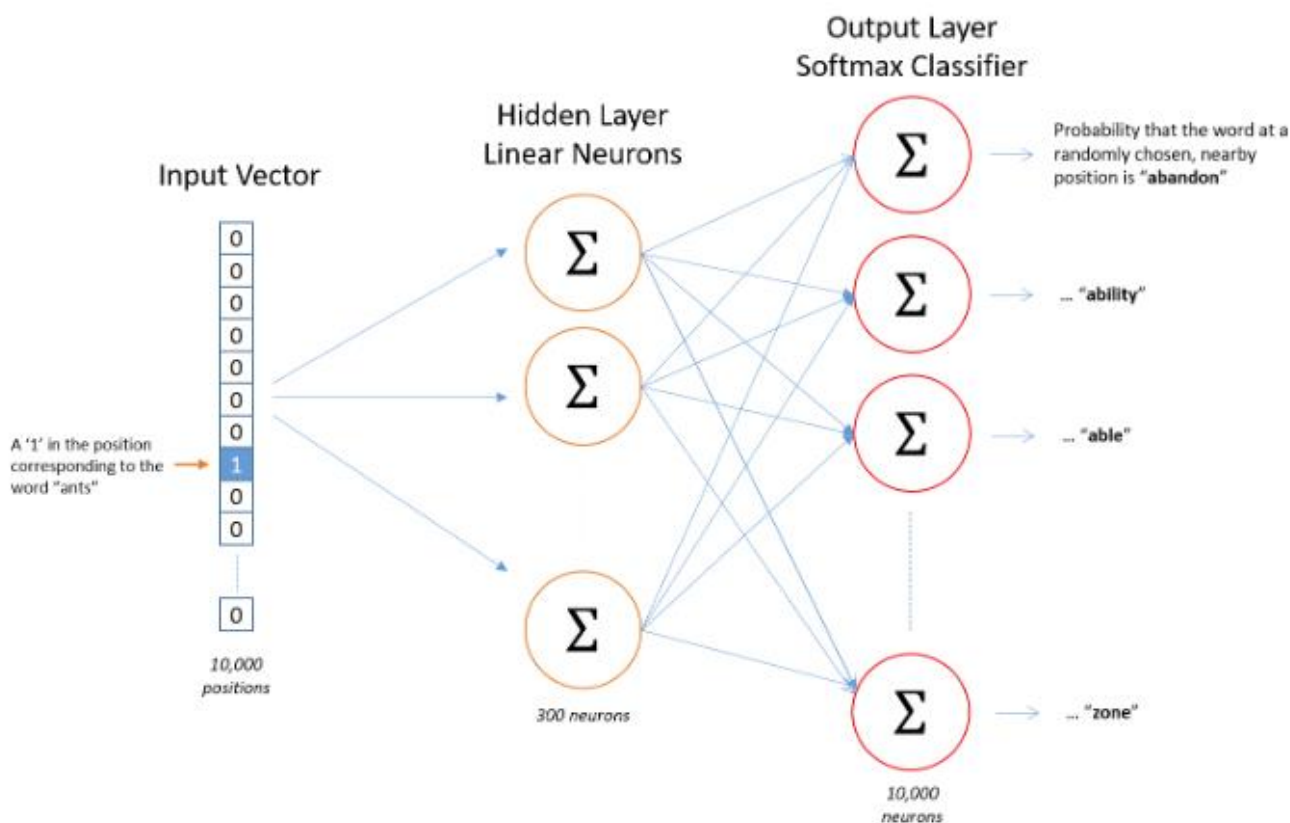 Output Layer
Softmax Classifier
Hidden Layer
Linear Neurons
Input Vector
0
0
0
0
0
0
0
1
0
0
0
A ‘1’ in the position
corresponding to the
word “ants”
10,000
positions
Σ
Σ
Σ
300 neurons
Σ
Σ
Σ
Σ
10,000
neurons
Probability that the word at a
randomly chosen, nearby
position is “abandon”
... “ability”
... “able”
... “zone”